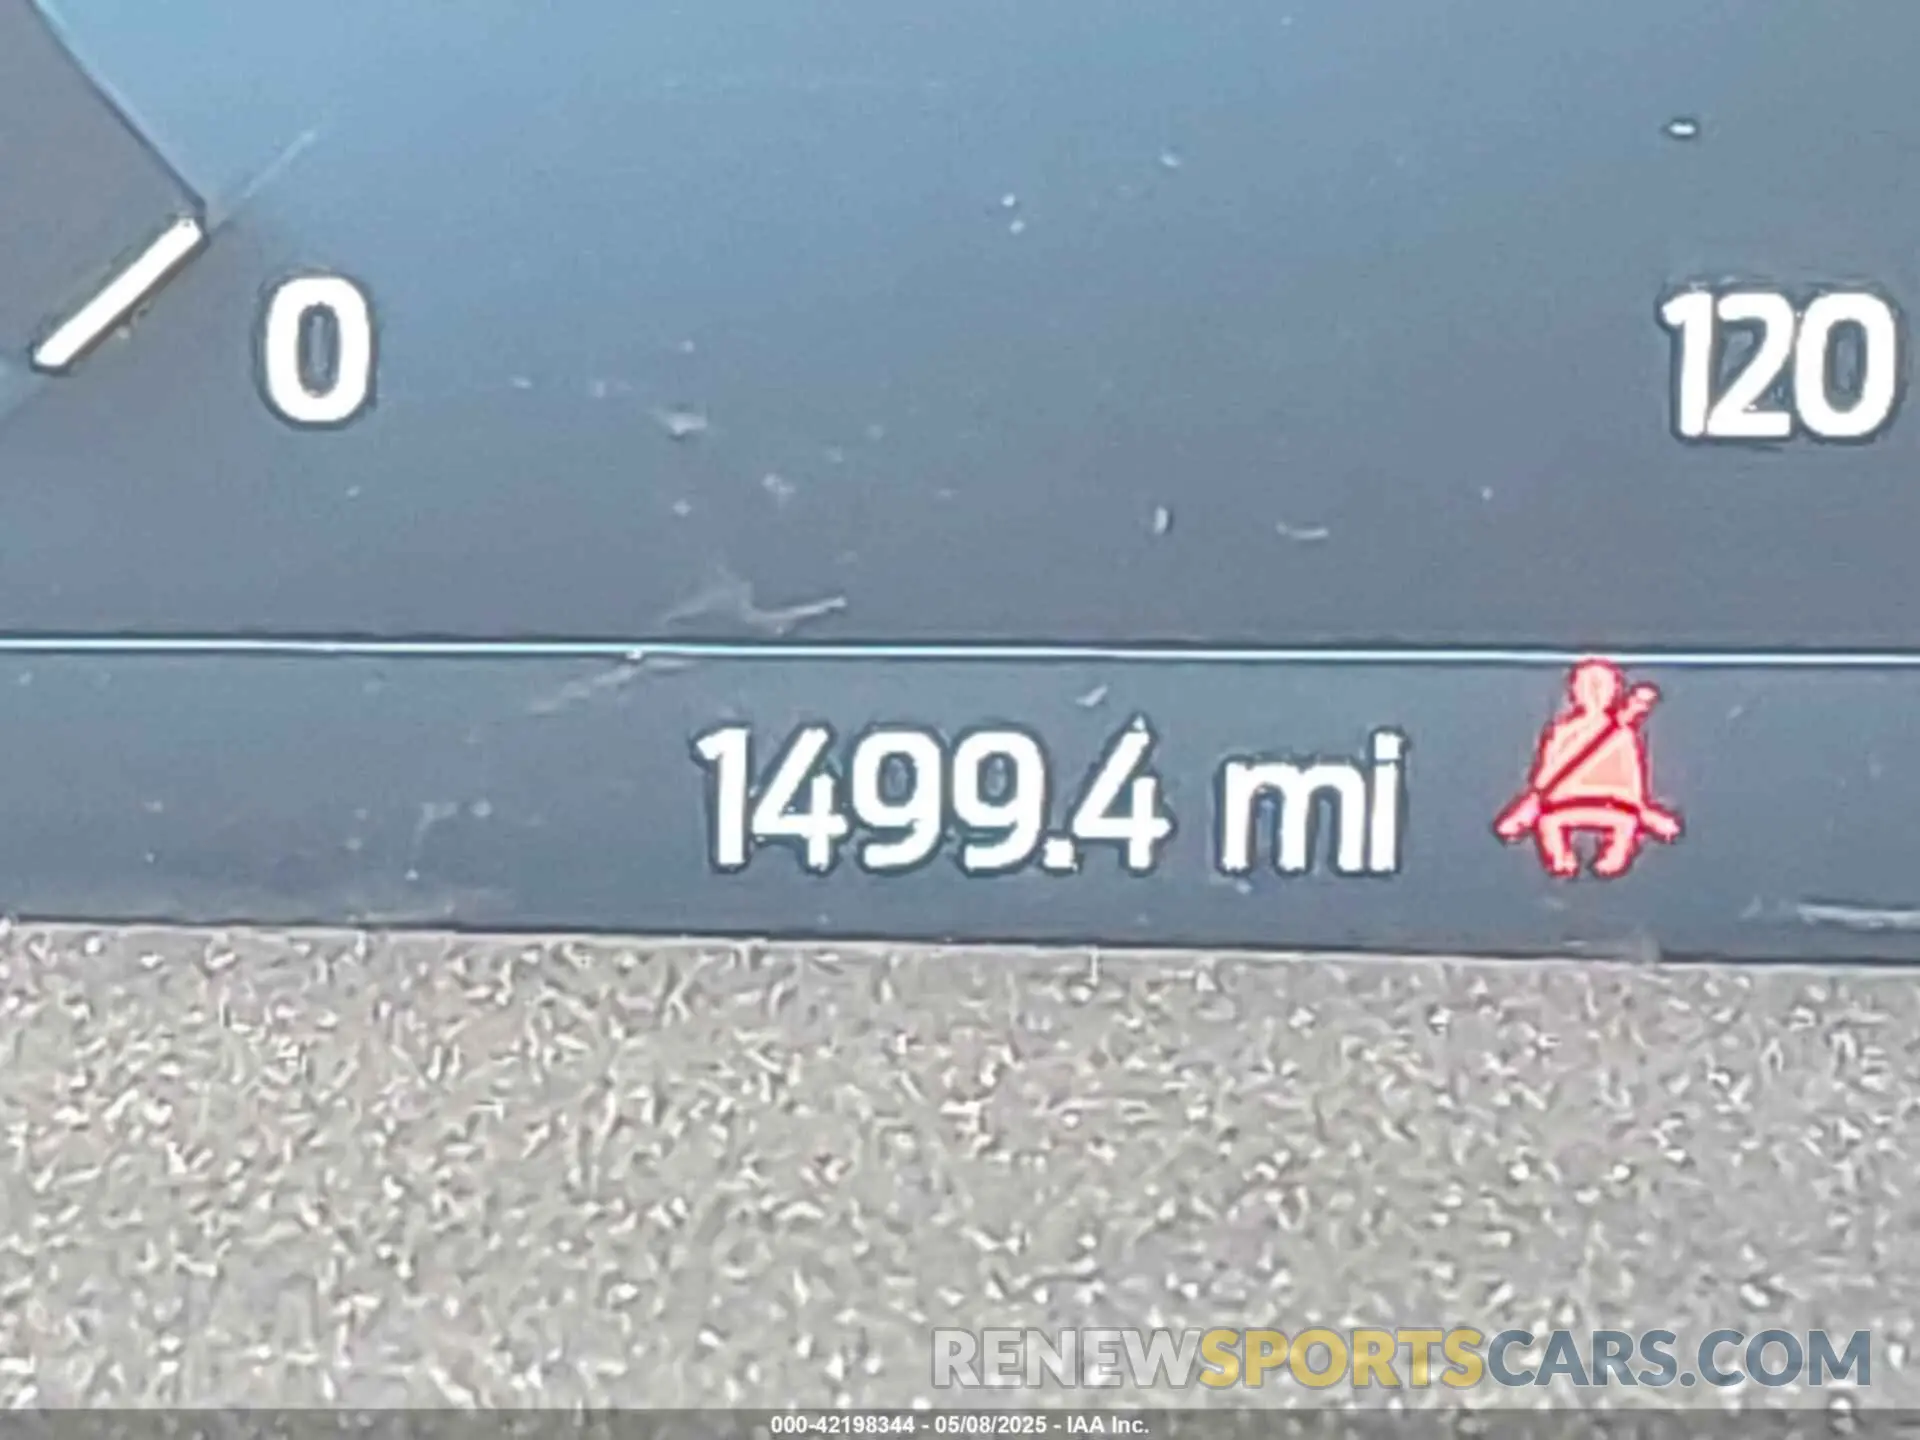 0
120
1499.4 mi
RENEWSPORTSCARS.COM
000-42198344 - 05/08/2025 - IAA Inc.